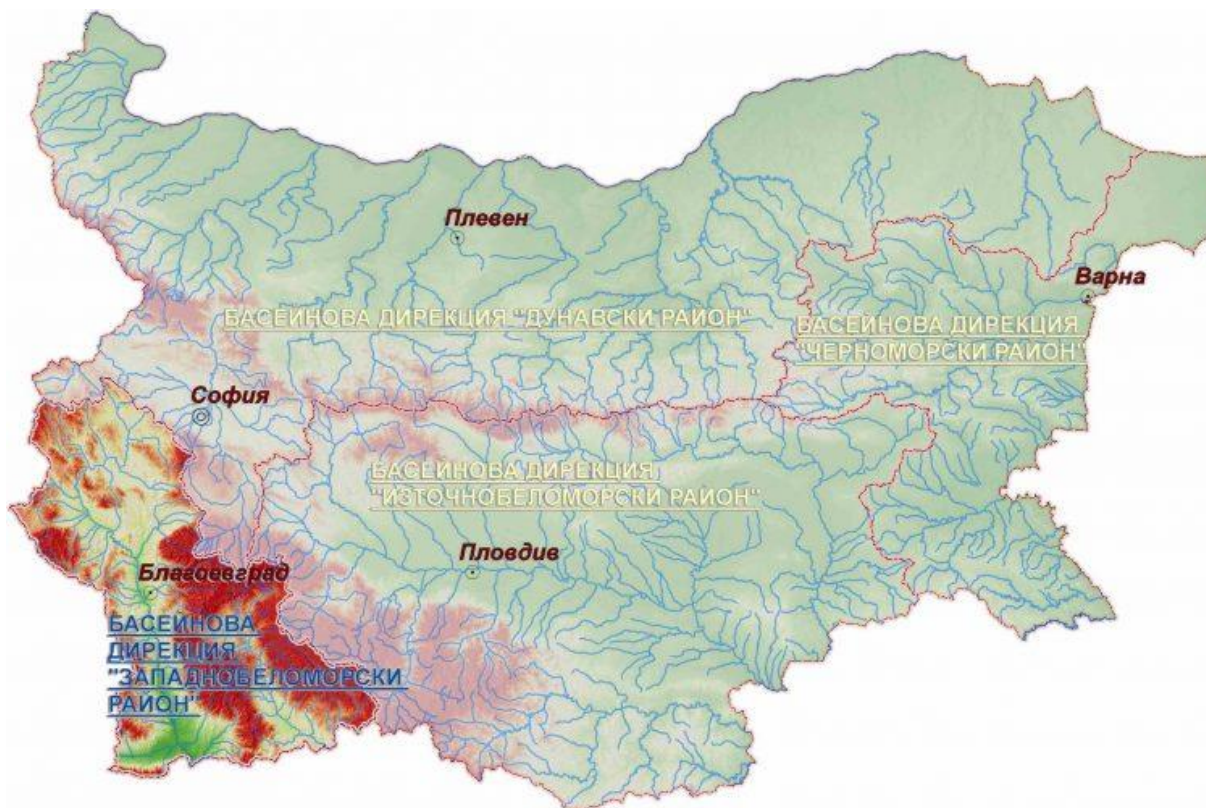 Плевен
Варна
БАСЕЙНОВА ДИРЕКЦИЯ "ДУНАВСКИ РАЙОН"
БАСЕЙНОВА ДИРЕКЦИЯ
"ЧЕРНОМОРСКИ РАЙОН"
София
БАСЕЙНОВА ДИРЕКЦИЯ
"ИЗТОЧНОБЕЛОМОРСКИ РАЙОН"
Пловдив
Благоевград
БАСЕЙНОВА
ДИРЕКЦИЯ
"ЗАПАДНОБЕЛОМОРСКИ
РАЙОН"